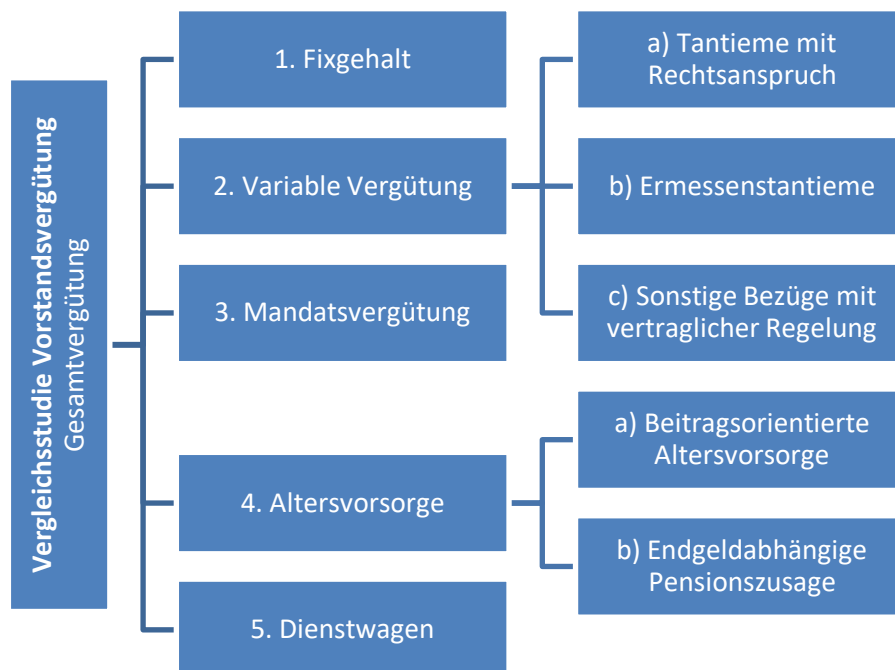 Vergleichsstudie Vorstandsvergütung
Gesamtvergütung
1. Fixgehalt
2. Variable Vergütung
a) Tantieme mit
Rechtsanspruch
b) Ermessenstantieme
c) Sonstige Bezüge mit
vertraglicher Regelung
3. Mandatsvergütung
4. Altersvorsorge
a) Beitragsorientierte
Altersvorsorge
b) Endgeldabhängige
Pensionszusage
5. Dienstwagen